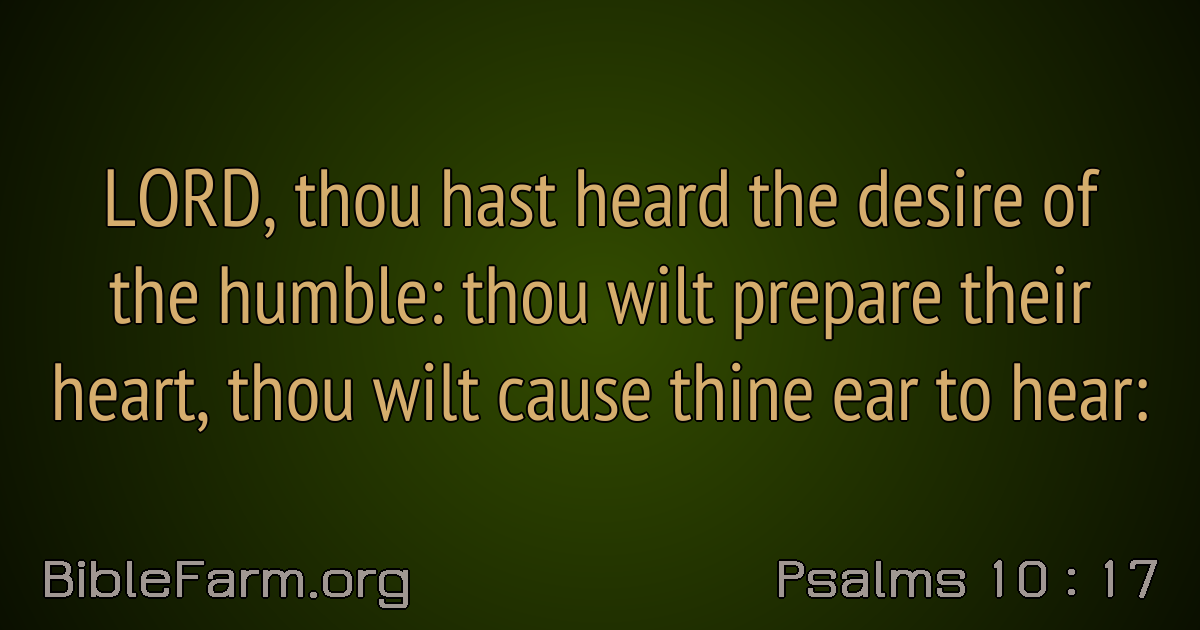 LORD, thou hast heard the desire of
the humble: thou wilt prepare their
heart, thou wilt cause thine ear to hear:
BibleFarm.org
Psalms 10 : 17